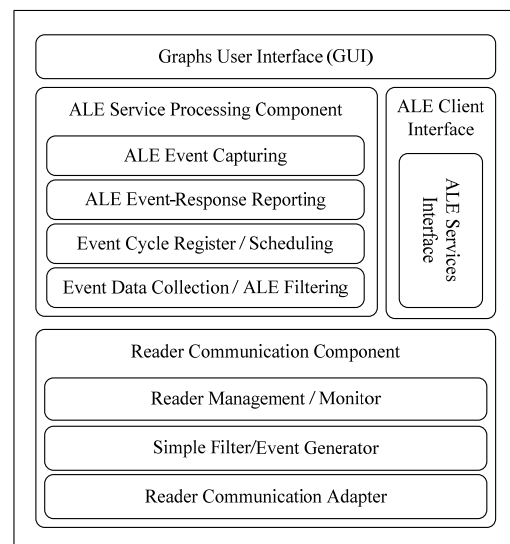 Graphs User Interface (GUI)
ALE Service Processing Component
ALE Event Capturing
ALE Event-Response Reporting
Event Cycle Register / Scheduling
Event Data Collection / ALE Filtering
ALE Client
Interface
ALE Services
Interface
Reader Communication Component
Reader Management / Monitor
Simple Filter/Event Generator
Reader Communication Adapter